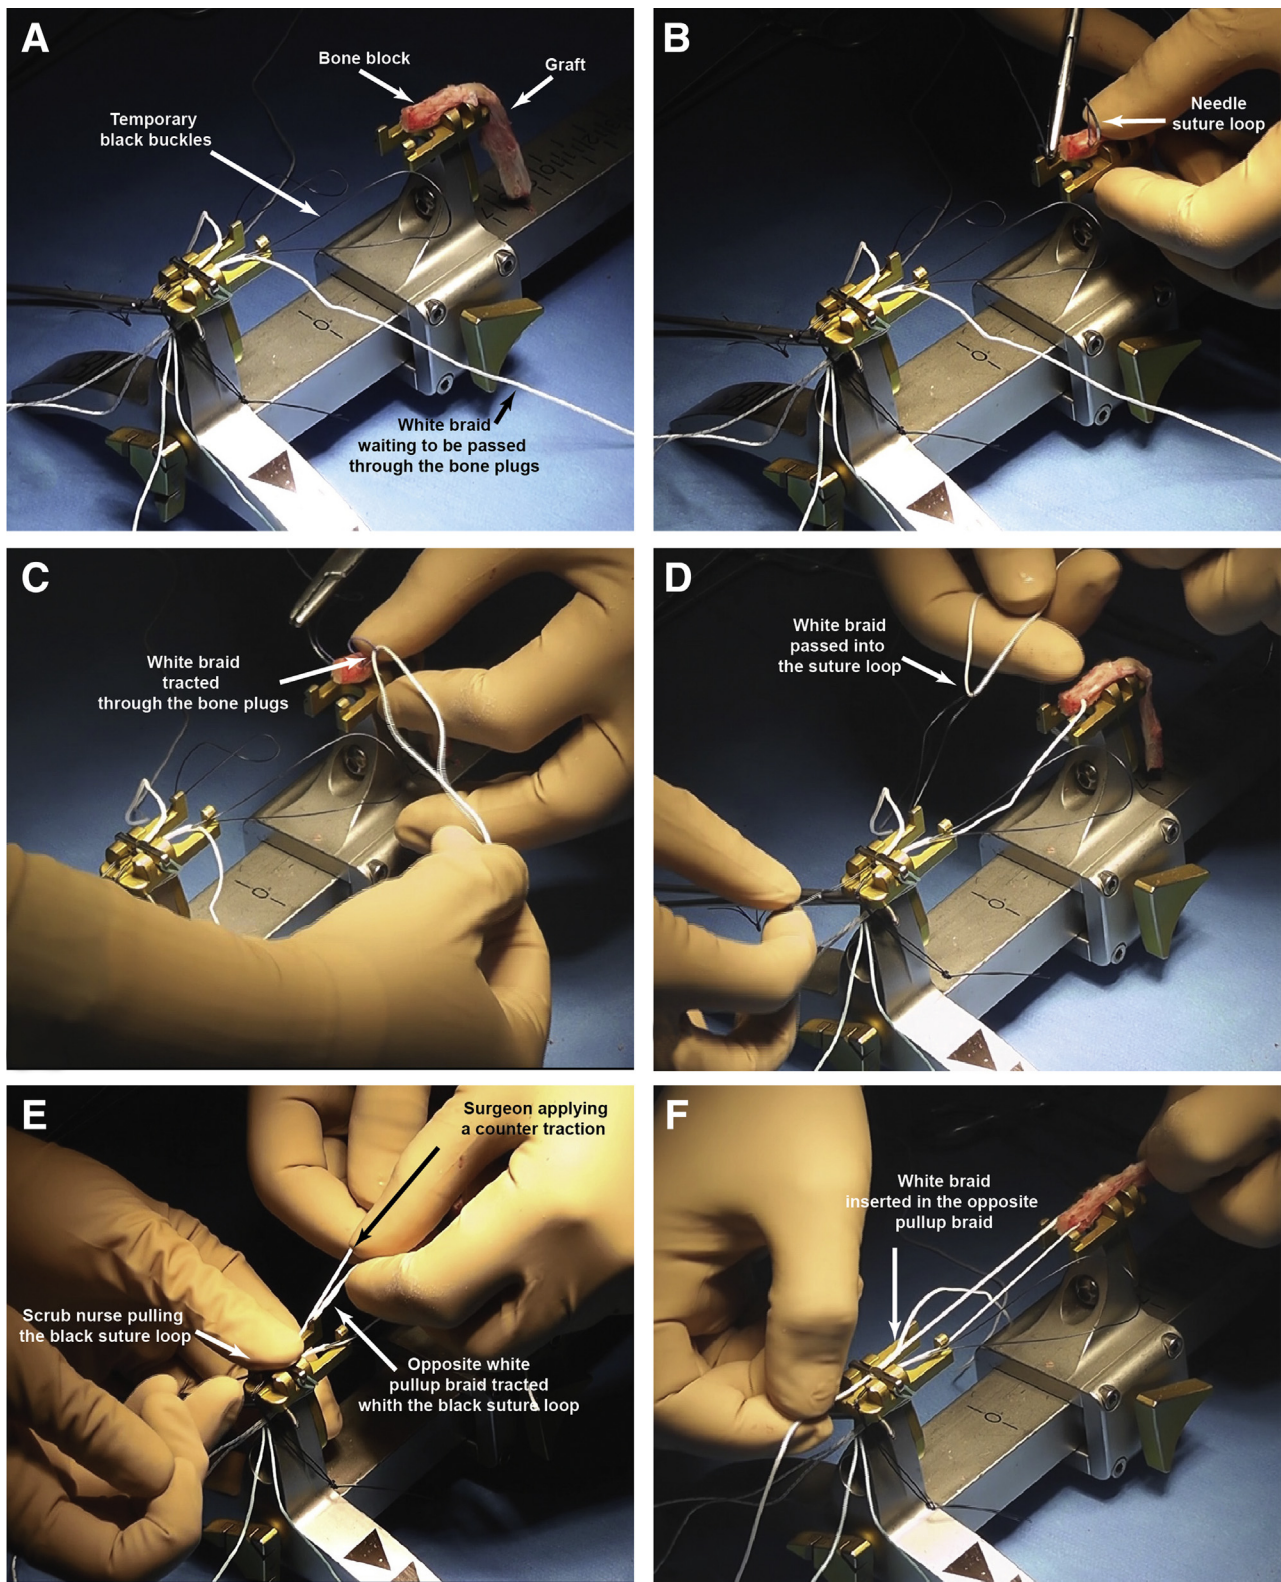 A
Bone block
Graft
Temporary
black buckles
White braid
waiting to be passed
through the bone plugs
B
Needle
suture loop
C
White braid
tracted
through the bone plugs
D
White braid
passed into
the suture loop
E
Surgeon applying
a counter traction
Scrub nurse pulling
the black suture loop
Opposite white
pullup braid tracted
whith the black suture loop
F
White braid
inserted in the opposite
pullup braid